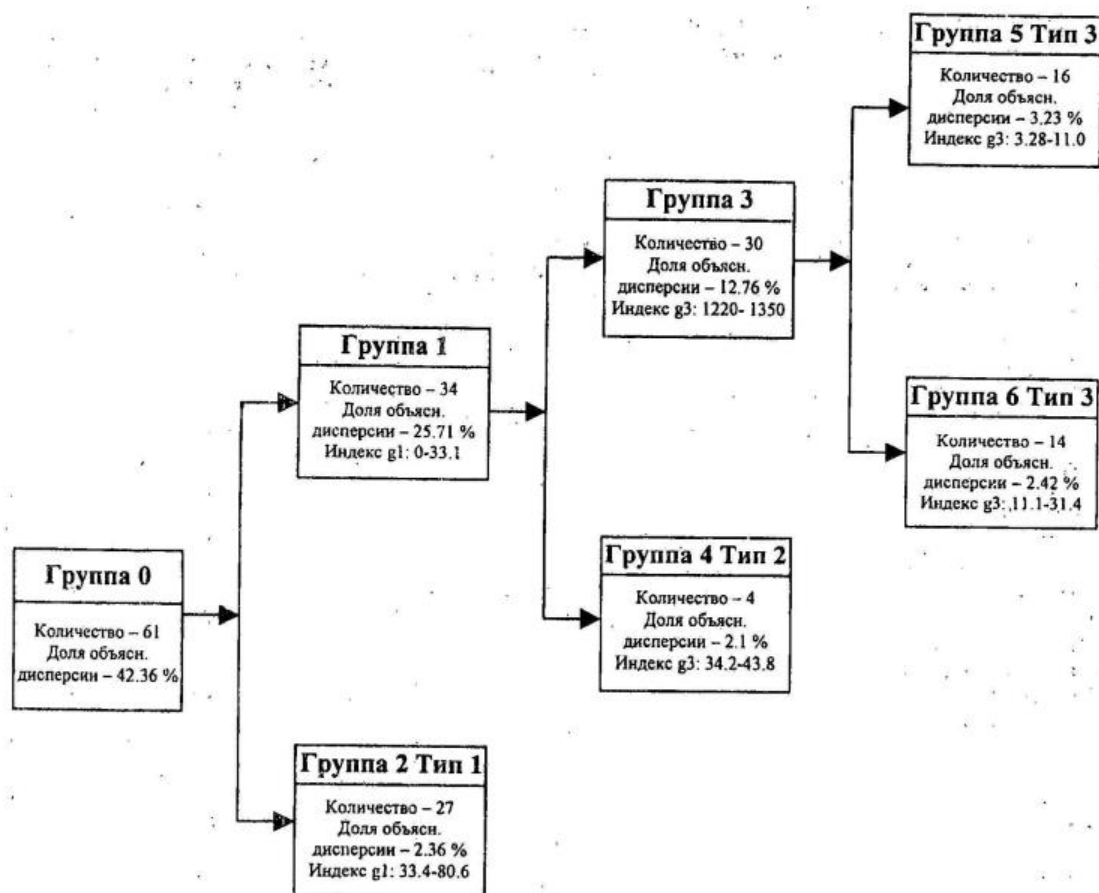 Группа 5 Тип 3
Количество – 16
Доля объясн.
дисперсии – 3.23 %
Индекс g3: 3.28-11.0
Группа 3
Количество – 30
Доля объясн.
дисперсии – 12.76 %
Индекс g3: 1220- 1350
Группа 1
Количество – 34
Доля объясн.
дисперсии – 25.71 %
Индекс g1: 0-33.1
Группа 6 Тип 3
Количество – 14
Доля объясн.
дисперсии – 2.42 %
Индекс g3: 11.1-31.4
Группа 0
Количество – 61
Доля объясн.
дисперсии – 42.36 %
Группа 4 Тип 2
Количество – 4
Доля объясн.
дисперсии – 2.1 %
Индекс g3: 34.2-43.8
Группа 2 Тип 1
Количество – 27
Доля объясн.
дисперсии – 2.36 %
Индекс g1: 33.4-80.6